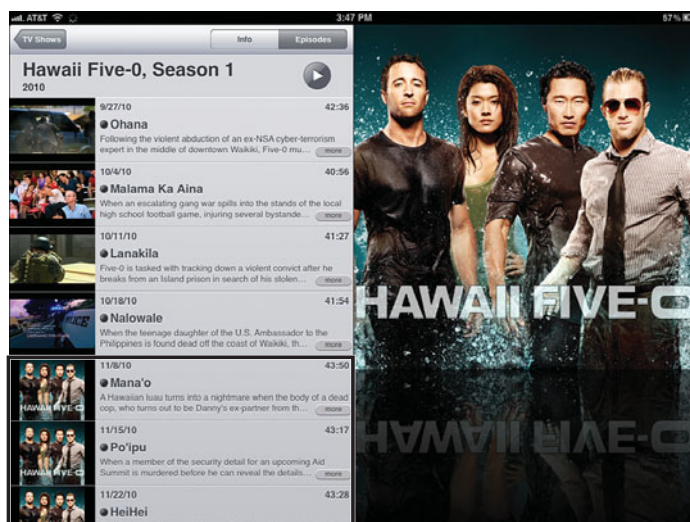 AT&T
3:47 PM
57%
TV Shows
Info
Episodes
Hawaii Five-0, Season 1
2010
9/27/10 42:36
Ohana
Following the violent abduction of an ex-NSA cyber-terrorism
expert in the middle of downtown Waikiki, Five-0 mu... more
10/4/10 40:56
Malama Ka Aina
When an escalating gang war spills into the stands of the local
high school football game, injuring several bystande... more
10/11/10 41:27
Lanakila
Five-0 is tasked with tracking down a violent convict after he
breaks from an Island prison in search of his stolen... more
10/18/10 41:54
Nalowale
When the teenage daughter of the U.S. Ambassador to the
Philippines is found dead off the coast of Waikiki, th... more
11/8/10 43:50
Mana'o
A Hawaiian luau turns into a nightmare when the body of a dead
cop, who turns out to be Danny's ex-partner from th... more
11/15/10 43:17
Po'ipu
When a member of the security detail for an upcoming Aid
Summit is murdered before he can reveal the details... more
11/22/10 43:28
HeiHei
HAWAII FIVE-O
HAWAII FIVE-O
HAWAII FIVE-O